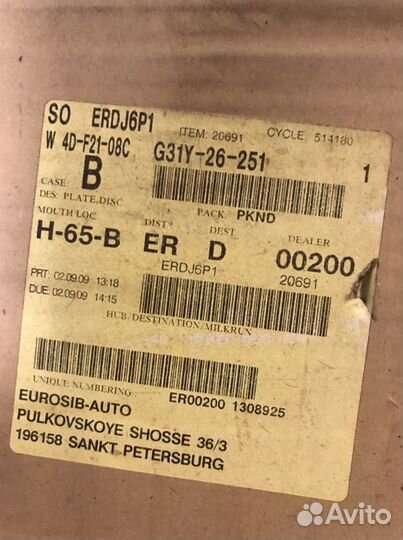 SO ERDJ6P1 ITEM: 20691 CYCLE. 514180
W 4D-F21-08C G31Y-26-251 1
CASE: B
DES: PLATE,DISC PACK: PKND
MOUTH LOC DIST* DEST DEALER
H-65-B ER D 00200
ERDJ6P1 20691
PRT: 02.09.09 13:18
DUE: 02.09.09 14:15
HUB/DESTINATION/MILKRUN
UNIQUE NUMBERING: ER00200 1308925
EUROSIB-AUTO
PULKOVSKOYE SHOSSE 36/3
196158 SANKT PETERSBURG
Avito